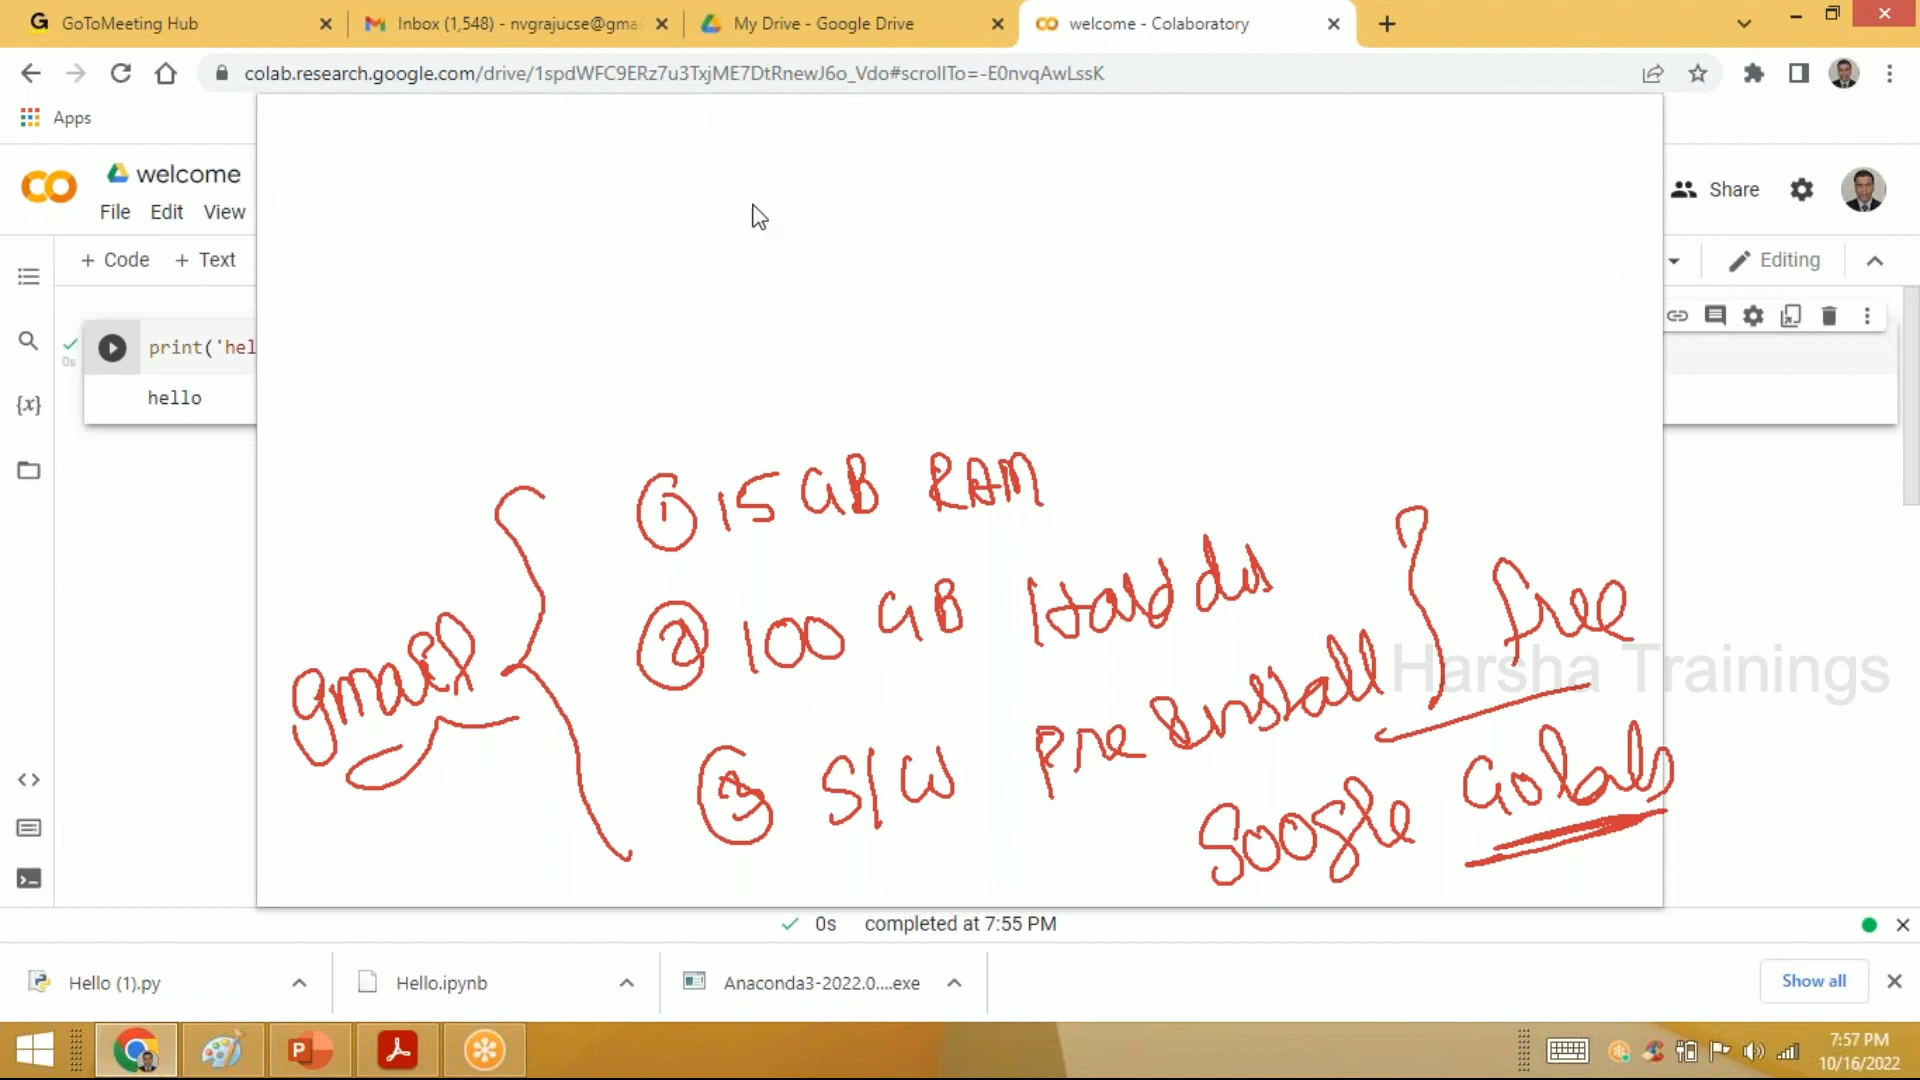 GoToMeeting Hub
Inbox (1,548) - nvgrajucse@gma
My Drive - Google Drive
welcome - Colaboratory
colab.research.google.com/drive/1spdWFC9ERz7u3TxjME7DtRnewJ6o_Vdo#scrollTo=-E0nvqAwLssK
Apps
welcome
File Edit View
Share
+ Code + Text
Editing
print('hel
0s
hello
① 15 GB RAM
② 100 GB Hard dis
free
gmail
Harsha Trainings
③ S/W PreInstall
Google Colab
0s completed at 7:55 PM
Hello (1).py
Hello.ipynb
Anaconda3-2022.0....exe
Show all
7:57 PM
10/16/2022